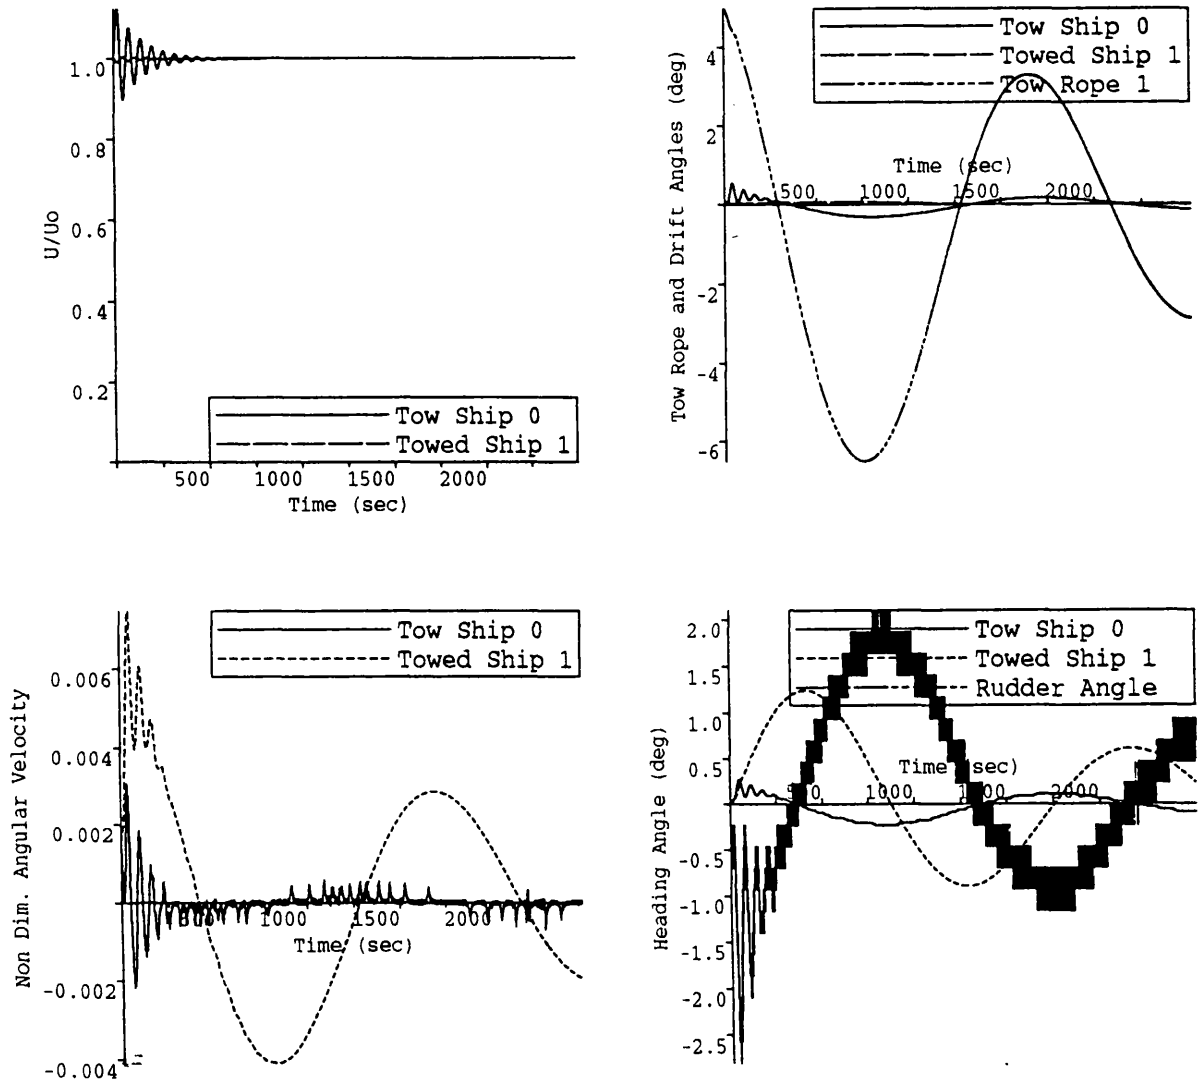 1.0
0.8
0.6
0.4
0.2
U/Uo
Tow Ship 0
Towed Ship 1
500 1000 1500 2000
Time (sec)
Tow Ship 0
Towed Ship 1
Tow Rope 1
4
2
-2
-4
-6
Tow Rope and Drift Angles (deg)
Time (sec)
500 1000 1500 2000
Tow Ship 0
Towed Ship 1
0.006
0.004
0.002
-0.002
-0.004
Non Dim. Angular Velocity
500 1000 1500 2000
Time (sec)
Tow Ship 0
Towed Ship 1
Rudder Angle
2.0
1.5
1.0
0.5
-0.5
-1.0
-1.5
-2.0
-2.5
Heading Angle (deg)
Time (sec)
1000 2000